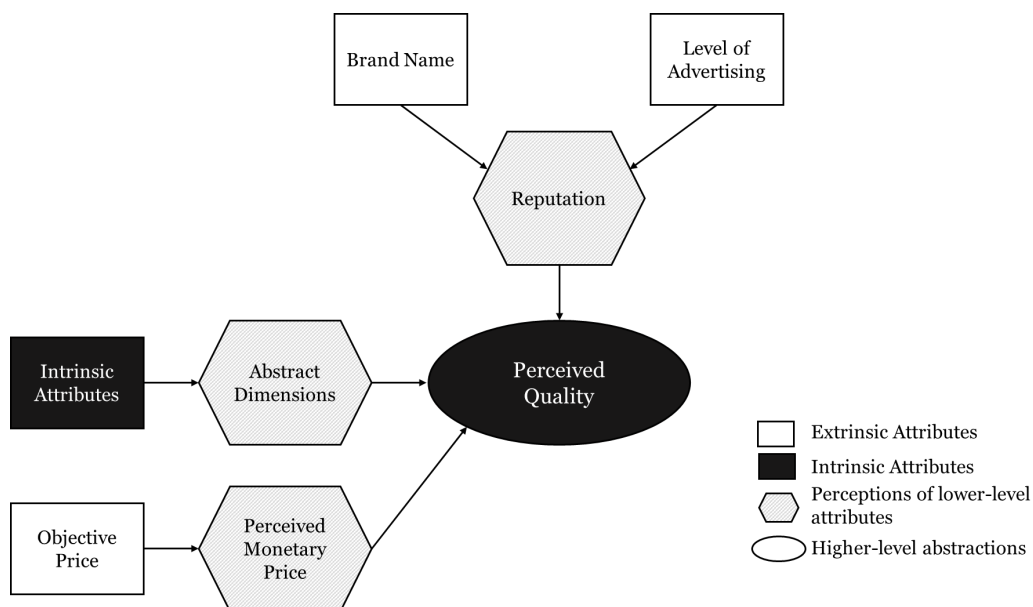 Brand Name
Level of
Advertising
Reputation
Intrinsic
Attributes
Abstract
Dimensions
Perceived
Quality
Objective
Price
Perceived
Monetary
Price
Extrinsic Attributes
Intrinsic Attributes
Perceptions of lower-level
attributes
Higher-level abstractions